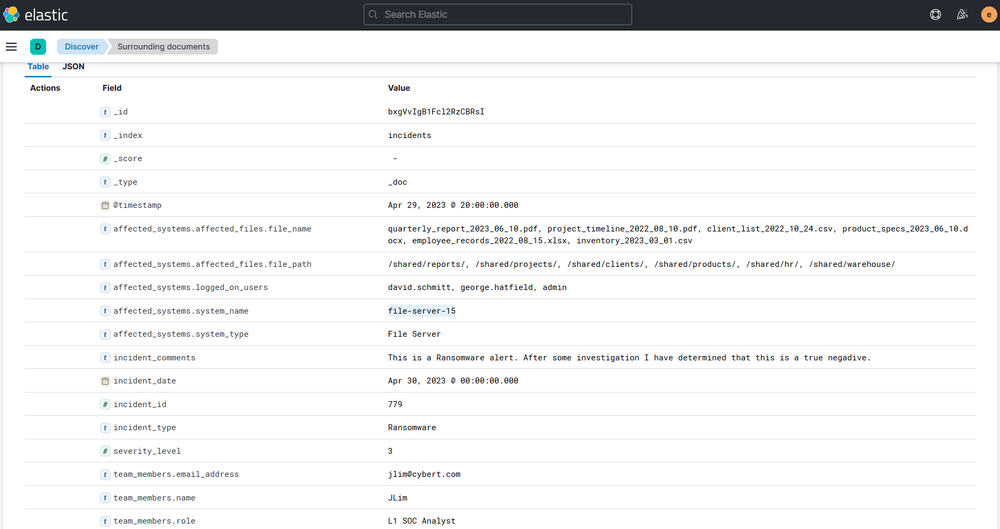 elastic
Search Elastic
e
D
Discover
Surrounding documents
Table JSON
Actions Field Value
t _id bxgVvIgB1Fcl2RzCBRsI
t _index incidents
# _score -
t _type _doc
@timestamp Apr 29, 2023 @ 20:00:00.000
t affected_systems.affected_files.file_name quarterly_report_2023_06_10.pdf, project_timeline_2022_08_10.pdf, client_list_2022_10_24.csv, product_specs_2023_06_10.d
ocx, employee_records_2022_08_15.xlsx, inventory_2023_03_01.csv
t affected_systems.affected_files.file_path /shared/reports/, /shared/projects/, /shared/clients/, /shared/products/, /shared/hr/, /shared/warehouse/
t affected_systems.logged_on_users david.schmitt, george.hatfield, admin
t affected_systems.system_name file-server-15
t affected_systems.system_type File Server
t incident_comments This is a Ransomware alert. After some investigation I have determined that this is a true negadive.
incident_date Apr 30, 2023 @ 00:00:00.000
# incident_id 779
t incident_type Ransomware
# severity_level 3
t team_members.email_address jlim@cybert.com
t team_members.name JLim
t team_members.role L1 SOC Analyst